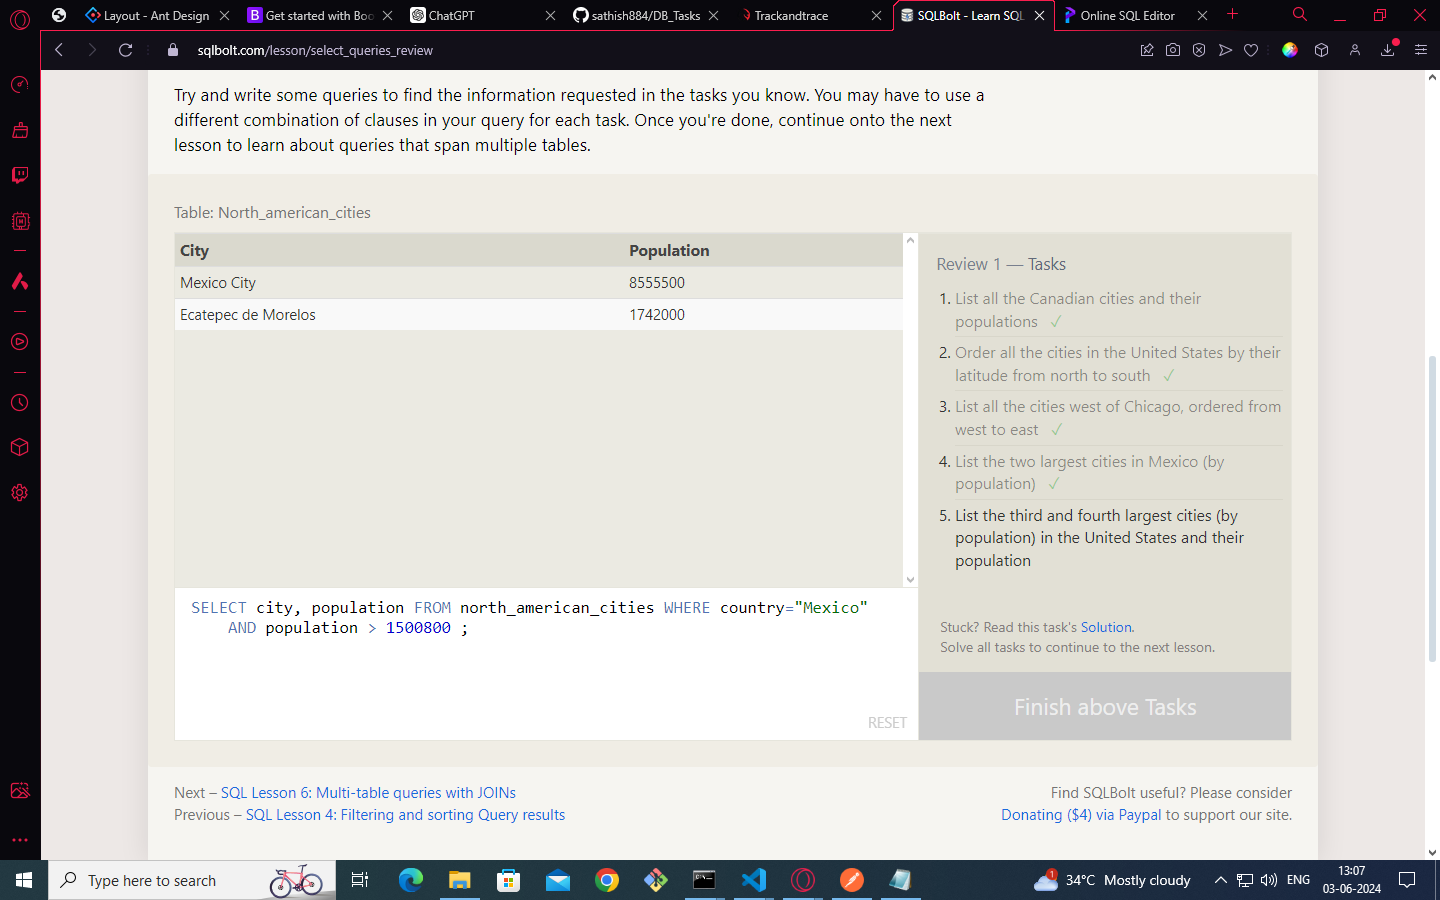 Layout - Ant Design
Get started with Boo
ChatGPT
sathish884/DB_Tasks
Trackandtrace
SQLBolt - Learn SQL
Online SQL Editor
sqlbolt.com/lesson/select_queries_review
Try and write some queries to find the information requested in the tasks you know. You may have to use a
different combination of clauses in your query for each task. Once you're done, continue onto the next
lesson to learn about queries that span multiple tables.
Table: North_american_cities
City Population
Mexico City 8555500
Ecatepec de Morelos 1742000
SELECT city, population FROM north_american_cities WHERE country="Mexico"
AND population > 1500800 ;
RESET
Review 1 — Tasks
1. List all the Canadian cities and their
populations ✓
2. Order all the cities in the United States by their
latitude from north to south ✓
3. List all the cities west of Chicago, ordered from
west to east ✓
4. List the two largest cities in Mexico (by
population) ✓
5. List the third and fourth largest cities (by
population) in the United States and their
population
Stuck? Read this task's Solution.
Solve all tasks to continue to the next lesson.
Finish above Tasks
Next – SQL Lesson 6: Multi-table queries with JOINs
Previous – SQL Lesson 4: Filtering and sorting Query results
Find SQLBolt useful? Please consider
Donating ($4) via Paypal to support our site.
Type here to search
1
34°C Mostly cloudy
ENG
13:07
03-06-2024